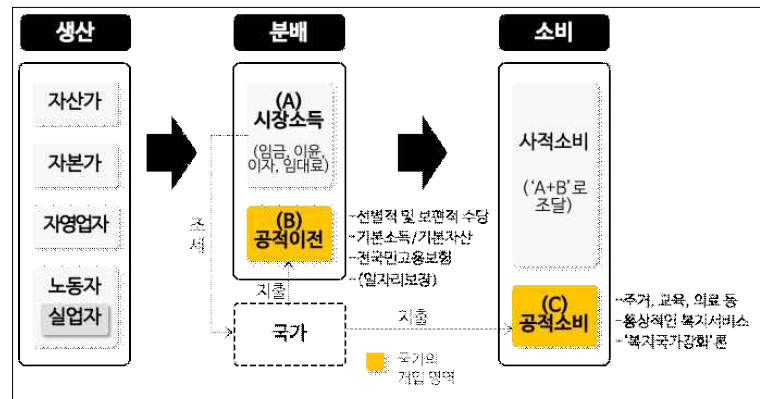 생산
분배
소비
자산가
자본가
자영업자
노동자
실업자
(A)
시장소득
(임금, 이윤,
이자, 임대료)
(B)
공적이전
-선별적 및 보편적 수당
-기본소득/기본자산
-전국민고용보험
-(일자리보장)
조
세
지출
국가
지출
사적소비
('A+B'로
조달)
(C)
공적소비
-주거, 교육, 의료 등
-통상적인 복지서비스
-'복지국가강화'론
국가의
개입 영역